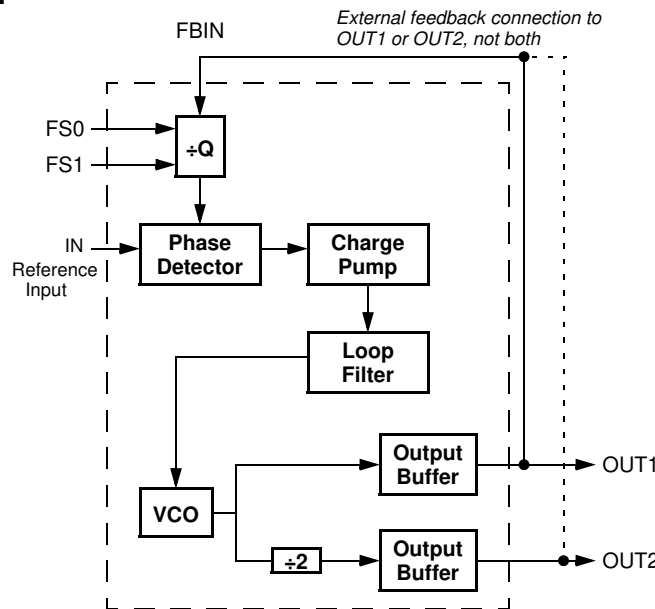 External feedback connection to
OUT1 or OUT2, not both
FBIN
FS0
FS1
÷Q
IN
Reference
Input
Phase
Detector
Charge
Pump
Loop
Filter
Output
Buffer
OUT1
VCO
÷2
Output
Buffer
OUT2